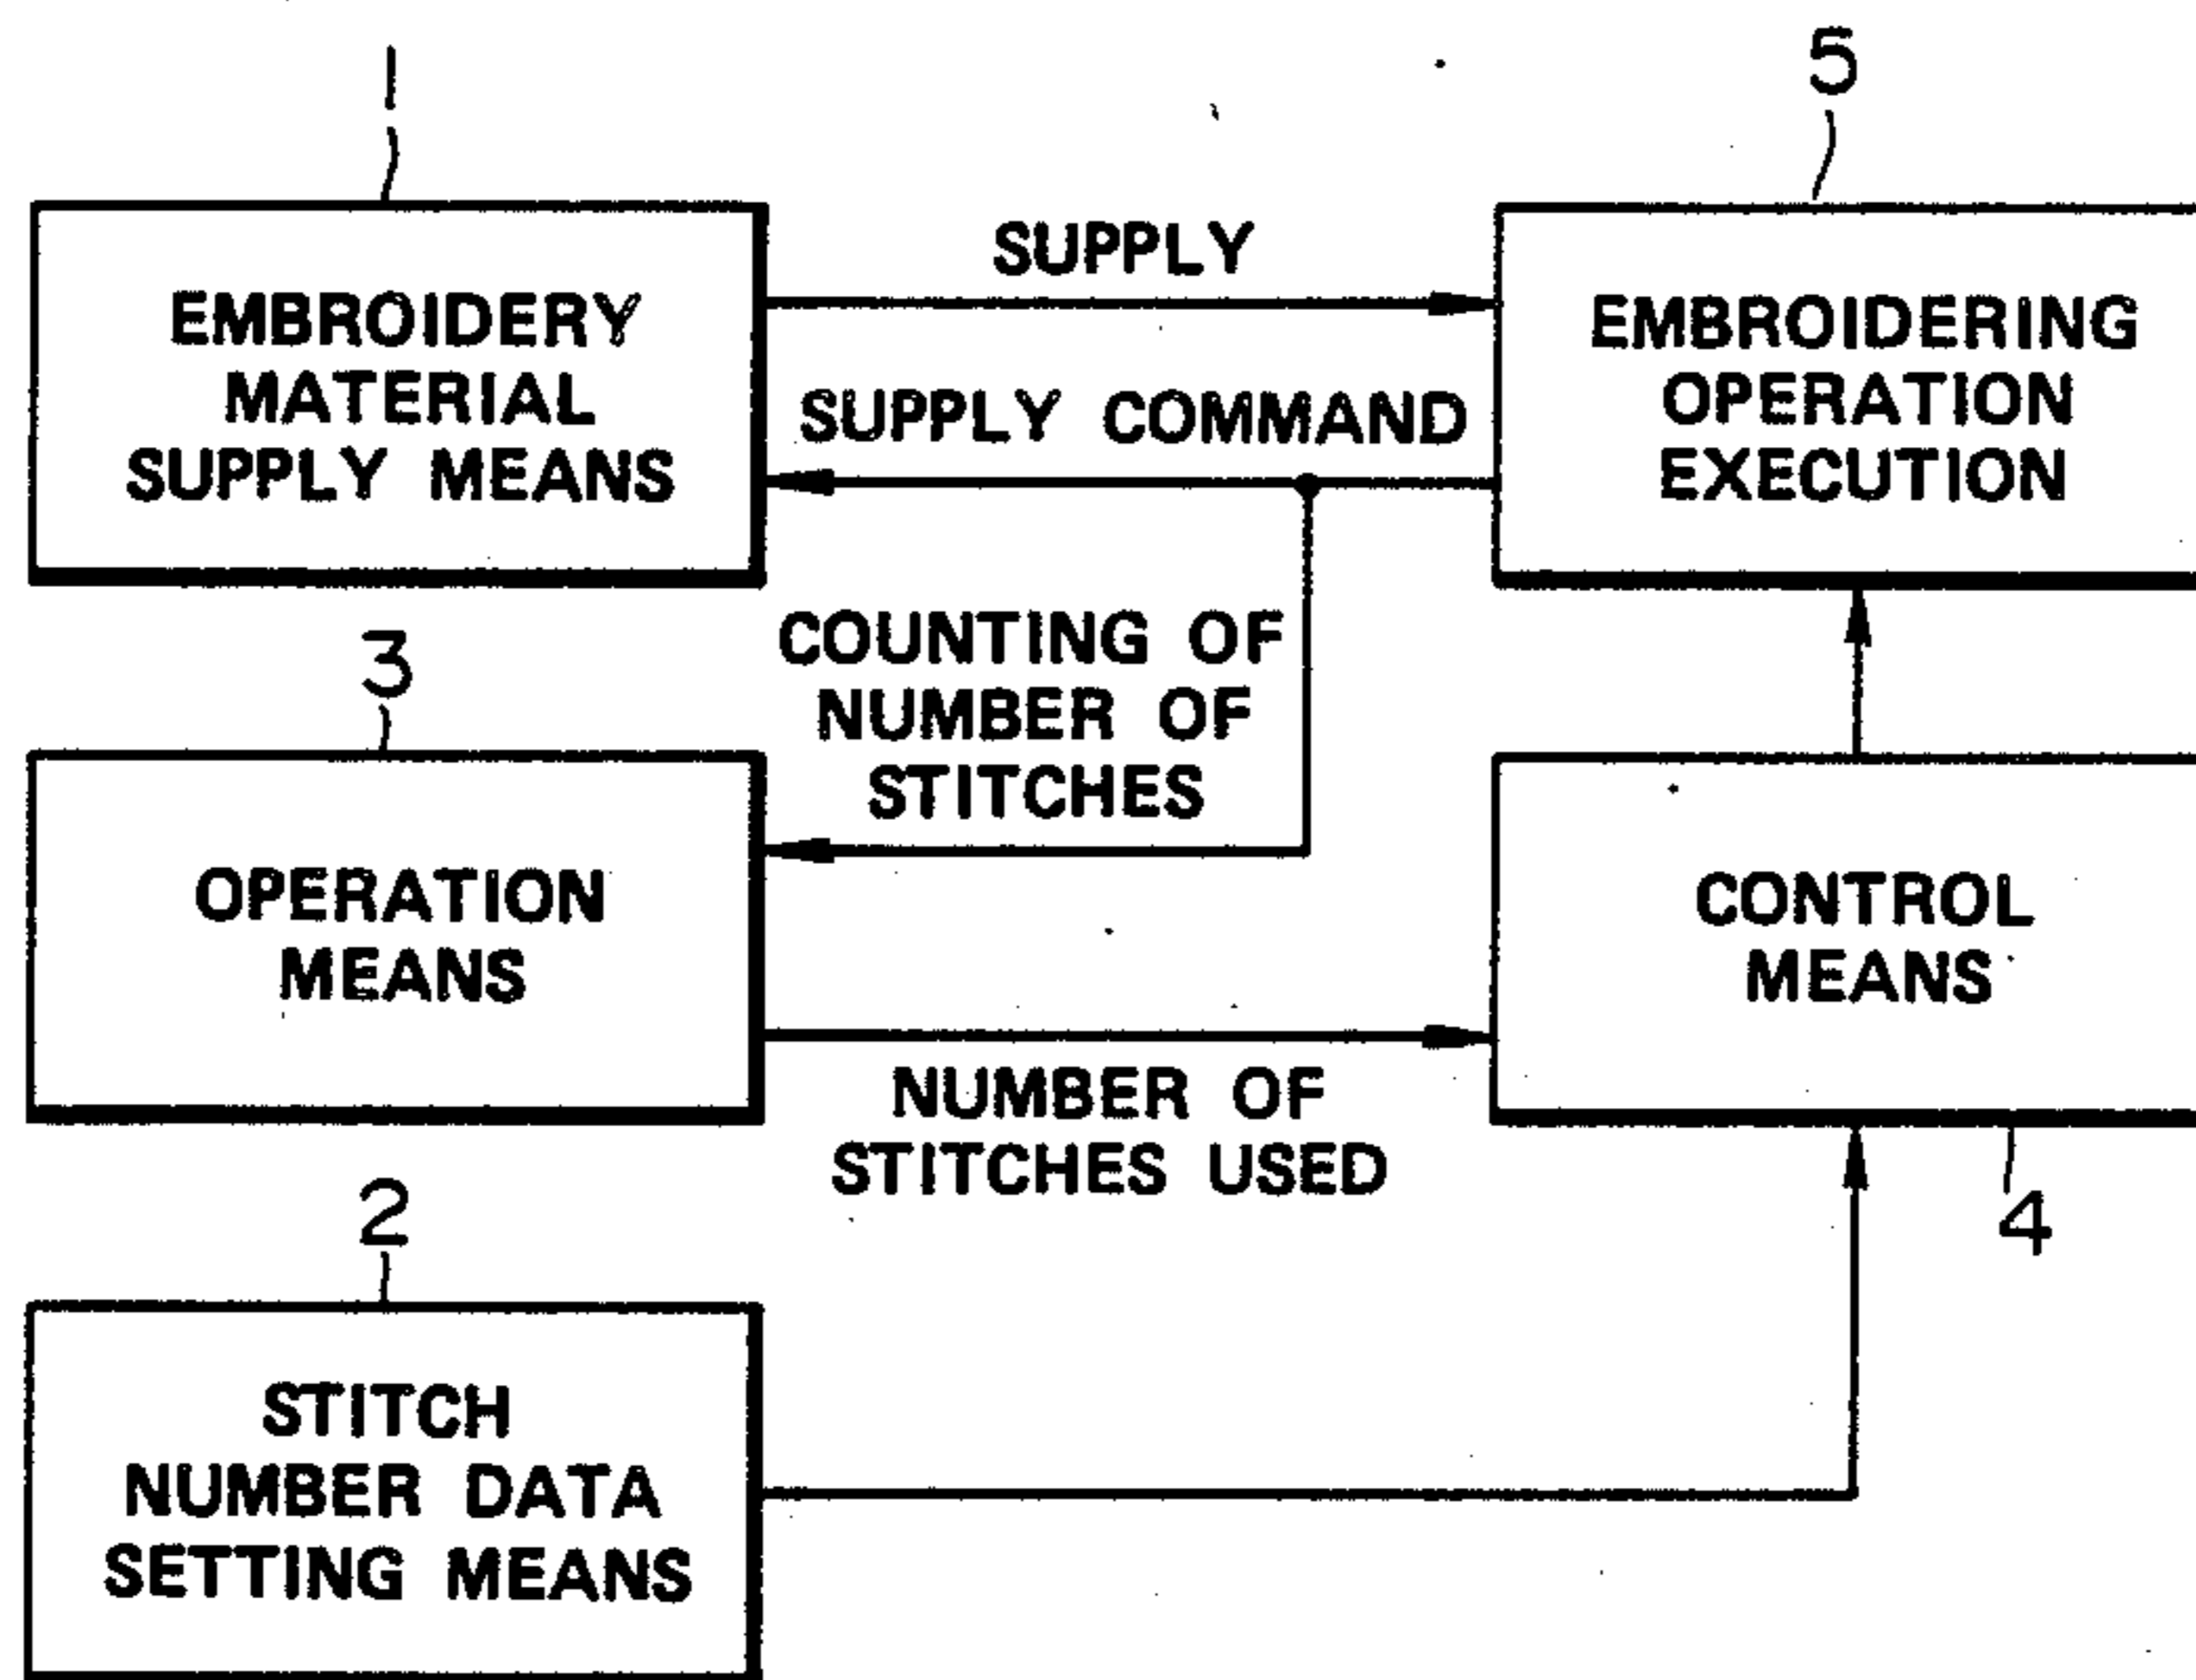 1
5
EMBROIDERY
MATERIAL
SUPPLY MEANS
SUPPLY
SUPPLY COMMAND
EMBROIDERING
OPERATION
EXECUTION
3
COUNTING OF
NUMBER OF
STITCHES
OPERATION
MEANS
CONTROL
MEANS
NUMBER OF
STITCHES USED
4
2
STITCH
NUMBER DATA
SETTING MEANS